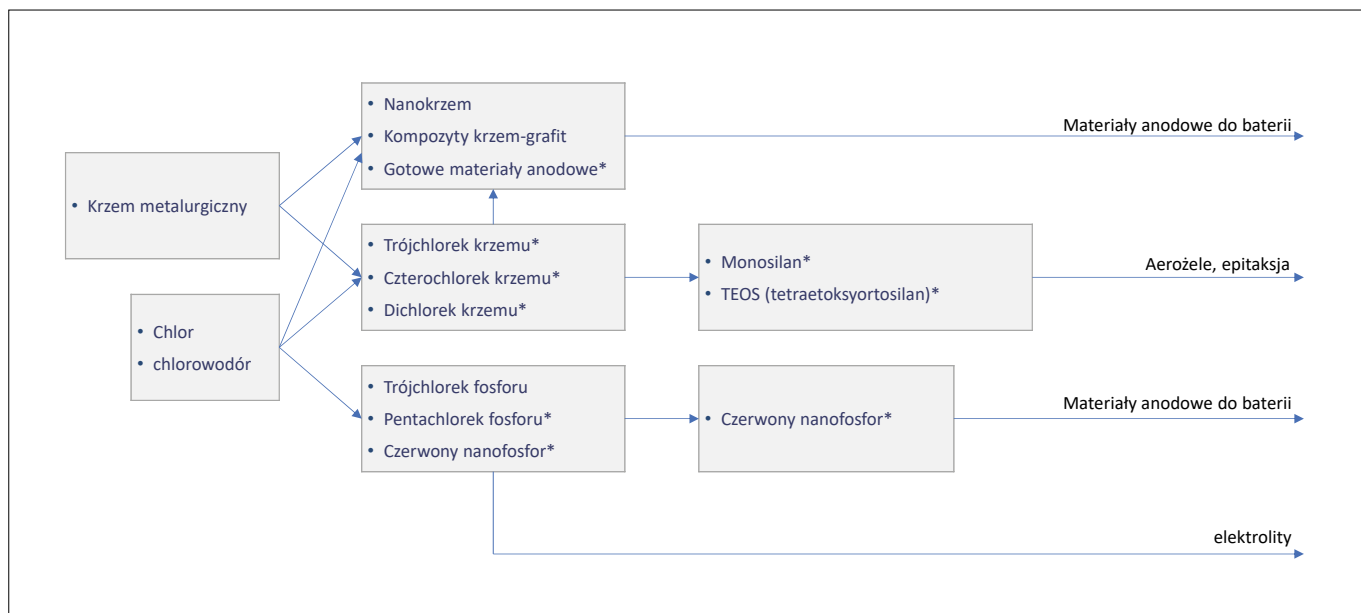 • Nanokrzem
• Kompozyty krzem-grafit
• Gotowe materiały anodowe*
Materiały anodowe do baterii
• Krzem metalurgiczny
• Trójchlorek krzemu*
• Czterochlorek krzemu*
• Dichlorek krzemu*
• Monosilan*
• TEOS (tetraetoksyortosilan)*
Aerożele, epitaksja
• Chlor
• chlorowodór
• Trójchlorek fosforu
• Pentachlorek fosforu*
• Czerwony nanofosfor*
• Czerwony nanofosfor*
Materiały anodowe do baterii
elektrolity